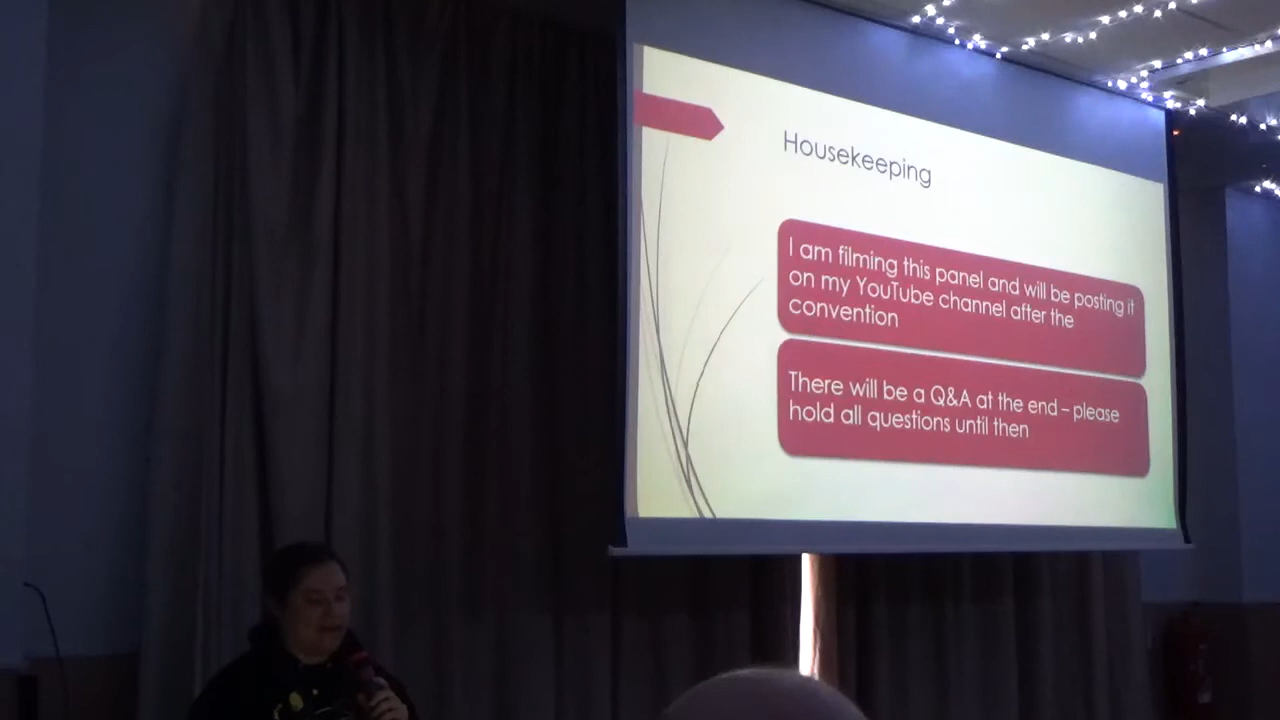 Housekeeping
I am filming this panel and will be posting it
on my YouTube channel after the
convention
There will be a Q&A at the end – please
hold all questions until then